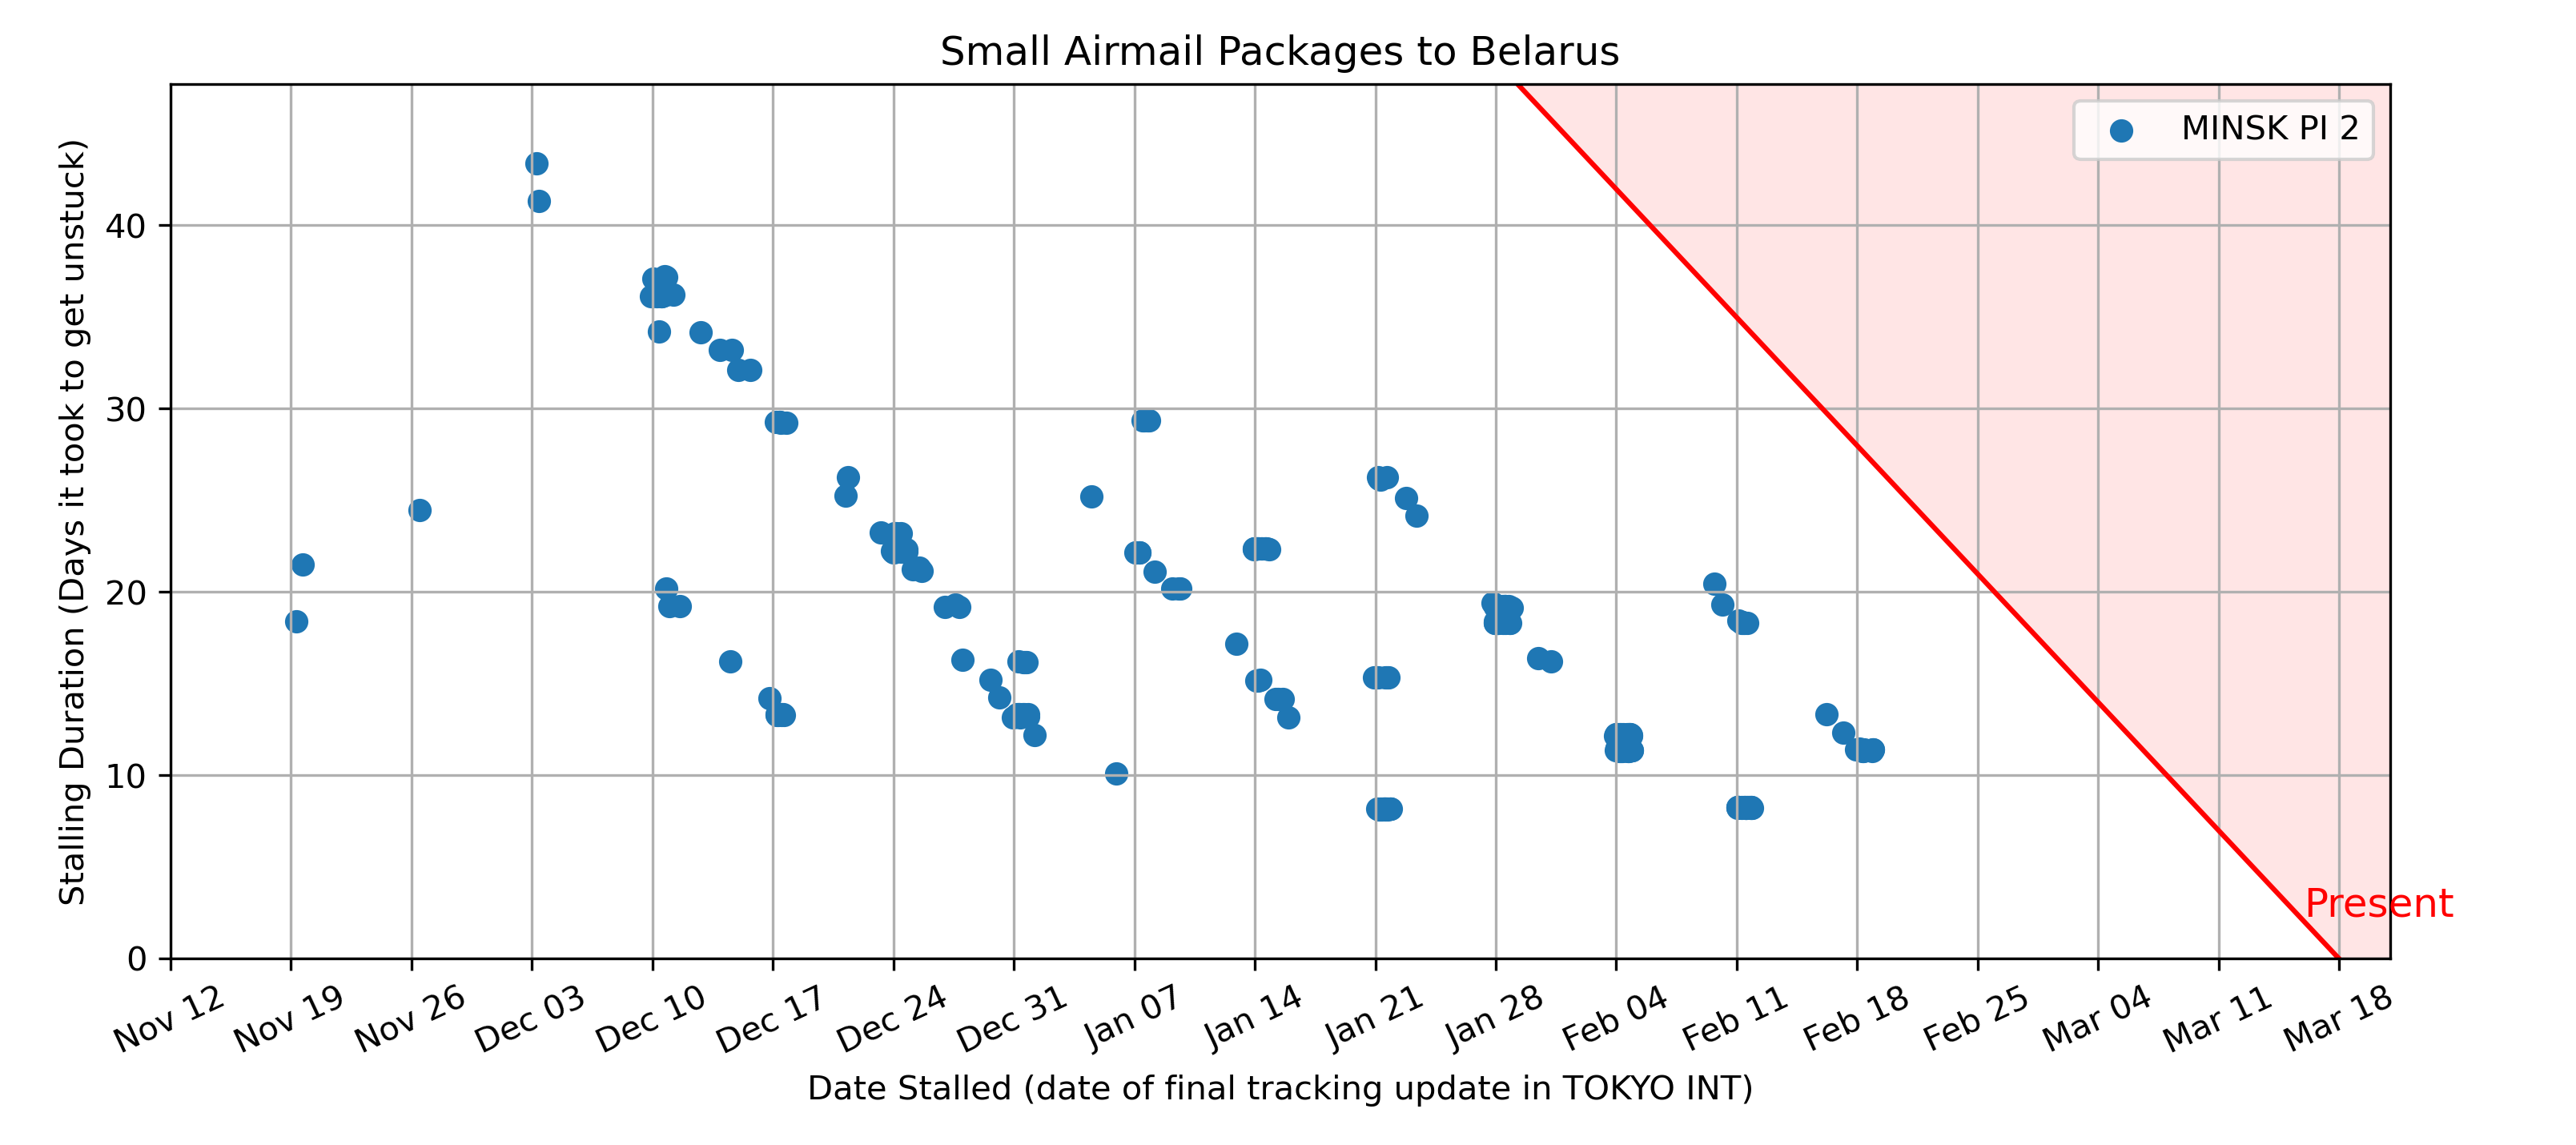 Small Airmail Packages to Belarus
MINSK PI 2
Stalling Duration (Days it took to get unstuck)
40
30
20
10
0
Present
Nov 12
Nov 19
Nov 26
Dec 03
Dec 10
Dec 17
Dec 24
Dec 31
Jan 07
Jan 14
Jan 21
Jan 28
Feb 04
Feb 11
Feb 18
Feb 25
Mar 04
Mar 11
Mar 18
Date Stalled (date of final tracking update in TOKYO INT)